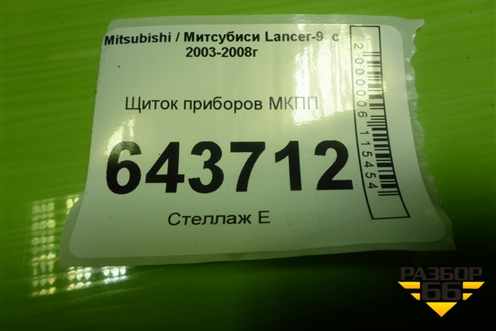 Mitsubishi / Митсубиси Lancer-9 с
2003-2008г
Щиток приборов МКПП
643712
Стеллаж Е
2000006115454
РАЗБОР
66